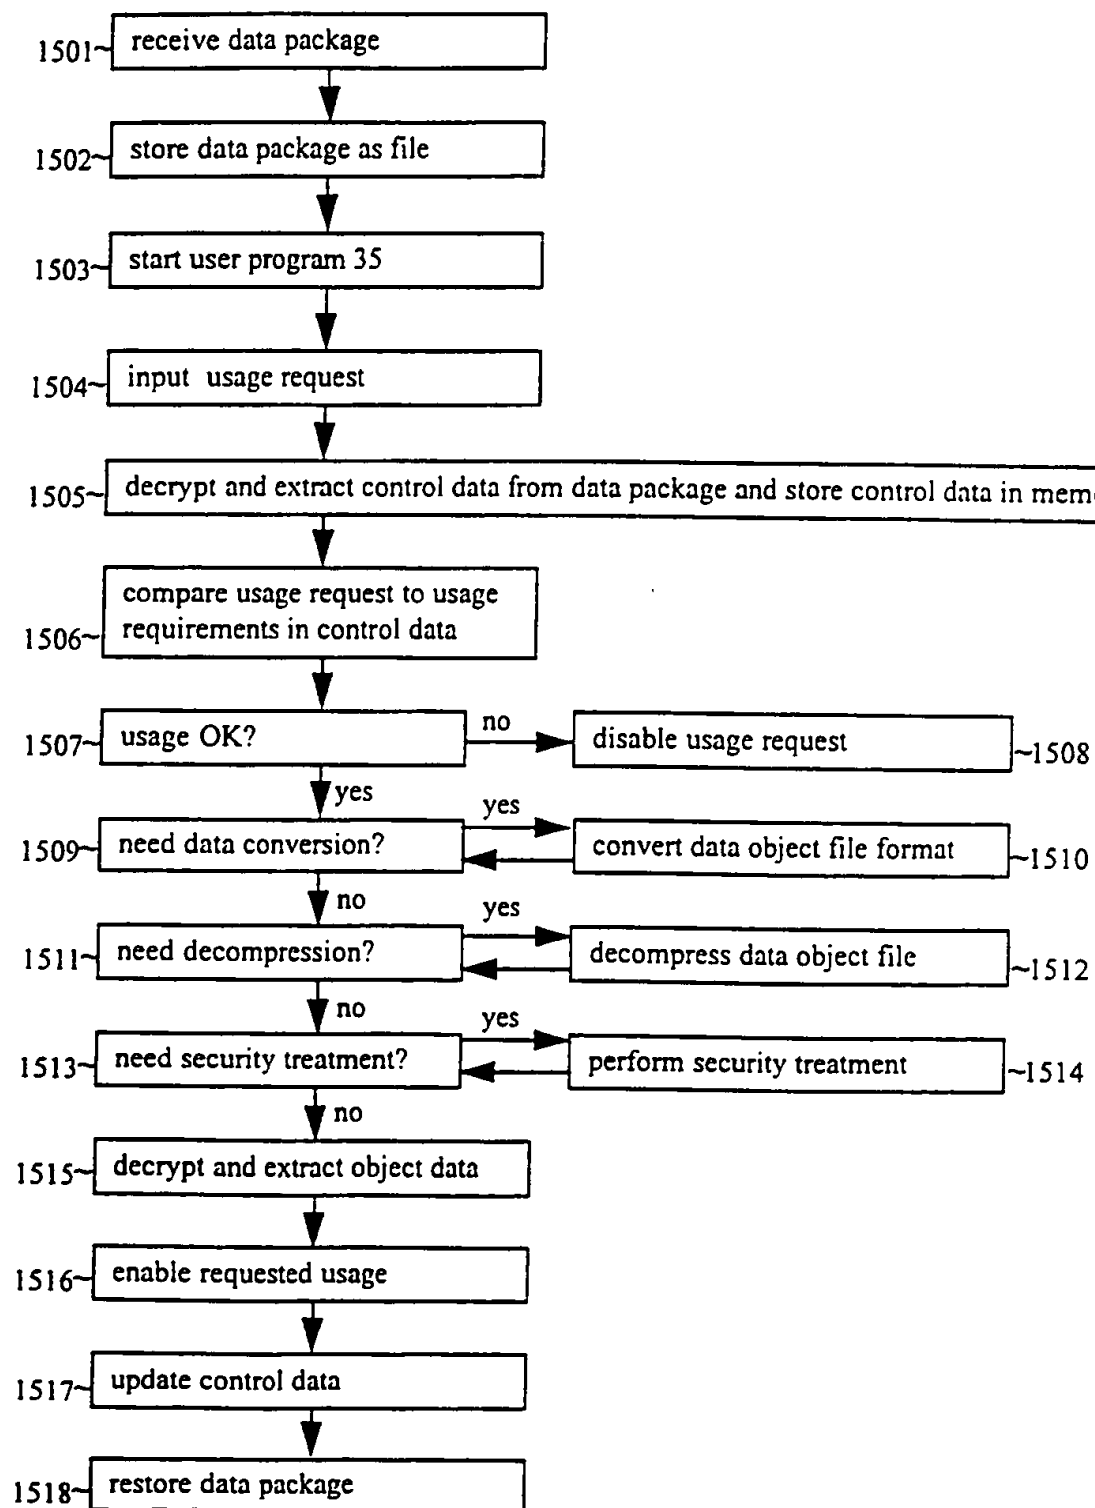 1501~ receive data package
1502~ store data package as file
1503~ start user program 35
1504~ input usage request
1505~ decrypt and extract control data from data package and store control data in
1506~ compare usage request to usage
requirements in control data
1507~ usage OK?
no
disable usage request ~1508
yes
1509~ need data conversion?
yes
convert data object file format ~1510
no
1511~ need decompression?
yes
decompress data object file ~1512
no
1513~ need security treatment?
yes
perform security treatment ~1514
no
1515~ decrypt and extract object data
1516~ enable requested usage
1517~ update control data
1518~ restore data package